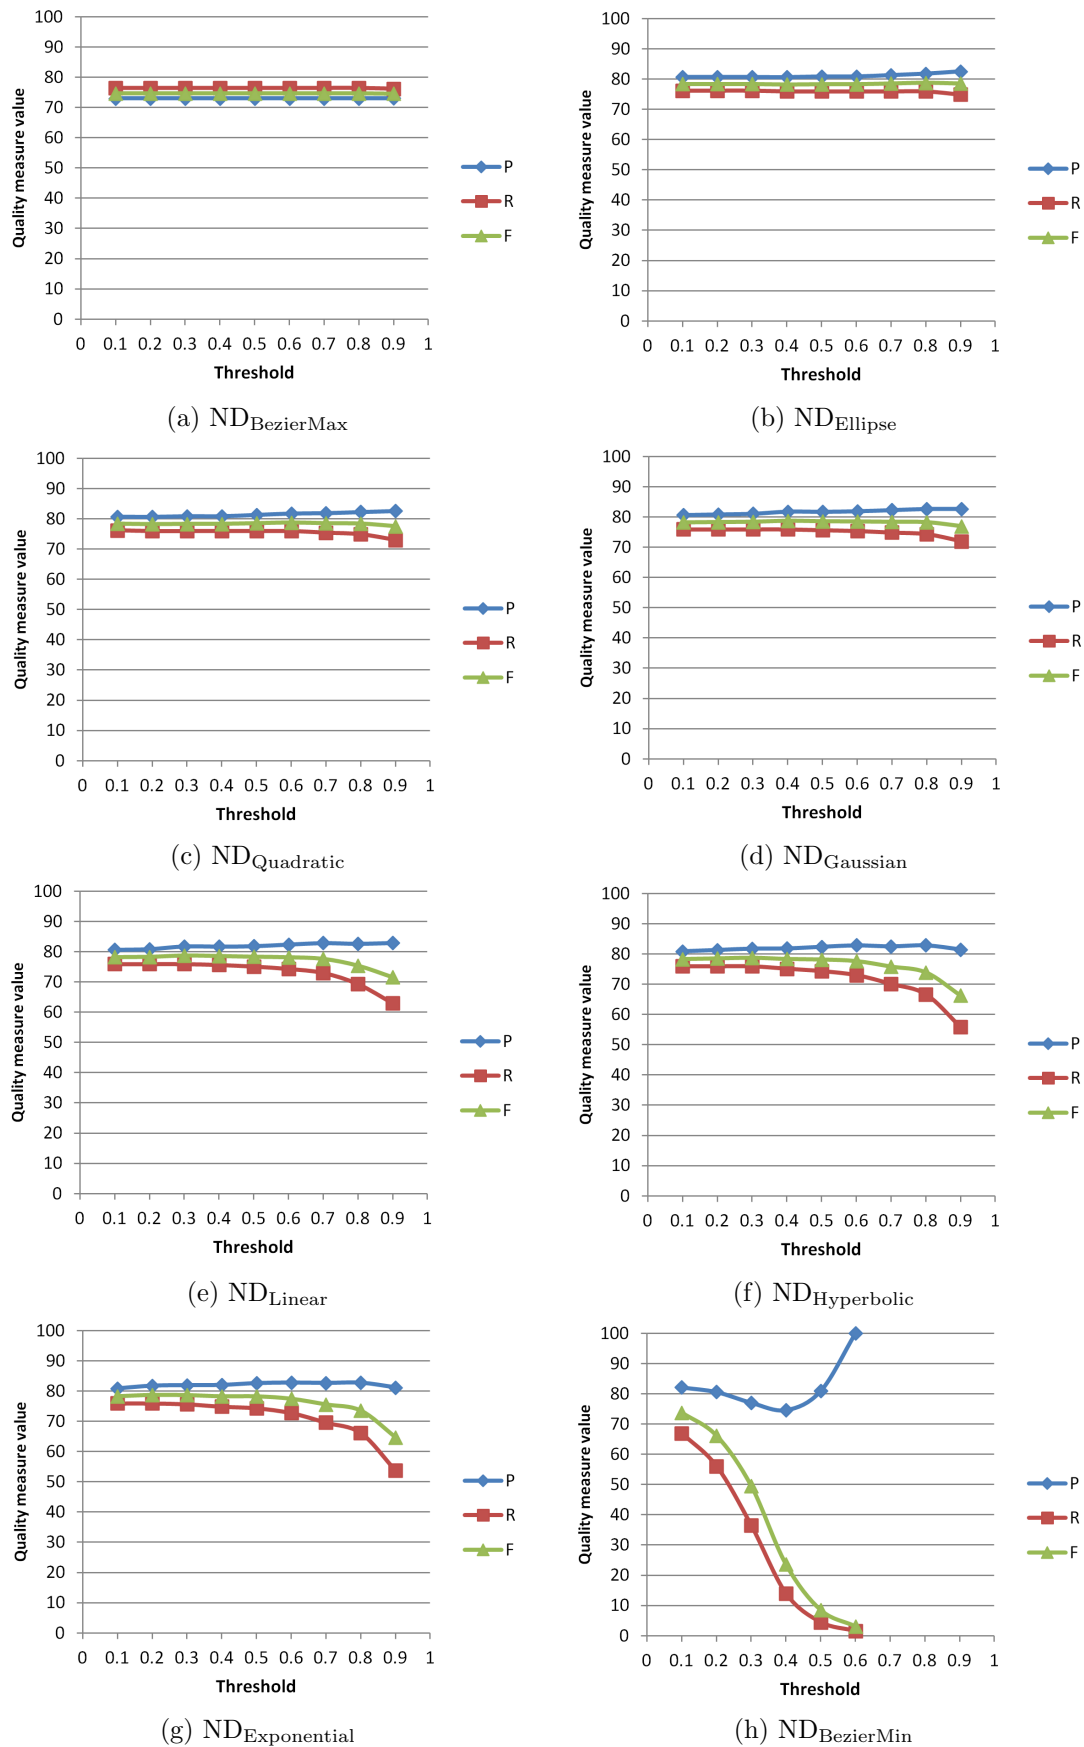 100
90
80
70
60
50
40
30
20
10
0
Quality measure value
0 0.1 0.2 0.3 0.4 0.5 0.6 0.7 0.8 0.9 1
Threshold
P
R
F
(a) ND_BezierMax
100
90
80
70
60
50
40
30
20
10
0
Quality measure value
0 0.1 0.2 0.3 0.4 0.5 0.6 0.7 0.8 0.9 1
Threshold
P
R
F
(b) ND_Ellipse
100
90
80
70
60
50
40
30
20
10
0
Quality measure value
0 0.1 0.2 0.3 0.4 0.5 0.6 0.7 0.8 0.9 1
Threshold
P
R
F
(c) ND_Quadratic
100
90
80
70
60
50
40
30
20
10
0
Quality measure value
0 0.1 0.2 0.3 0.4 0.5 0.6 0.7 0.8 0.9 1
Threshold
P
R
F
(d) ND_Gaussian
100
90
80
70
60
50
40
30
20
10
0
Quality measure value
0 0.1 0.2 0.3 0.4 0.5 0.6 0.7 0.8 0.9 1
Threshold
P
R
F
(e) ND_Linear
100
90
80
70
60
50
40
30
20
10
0
Quality measure value
0 0.1 0.2 0.3 0.4 0.5 0.6 0.7 0.8 0.9 1
Threshold
P
R
F
(f) ND_Hyperbolic
100
90
80
70
60
50
40
30
20
10
0
Quality measure value
0 0.1 0.2 0.3 0.4 0.5 0.6 0.7 0.8 0.9 1
Threshold
P
R
F
(g) ND_Exponential
100
90
80
70
60
50
40
30
20
10
0
Quality measure value
0 0.1 0.2 0.3 0.4 0.5 0.6 0.7 0.8 0.9 1
Threshold
P
R
F
(h) ND_BezierMin